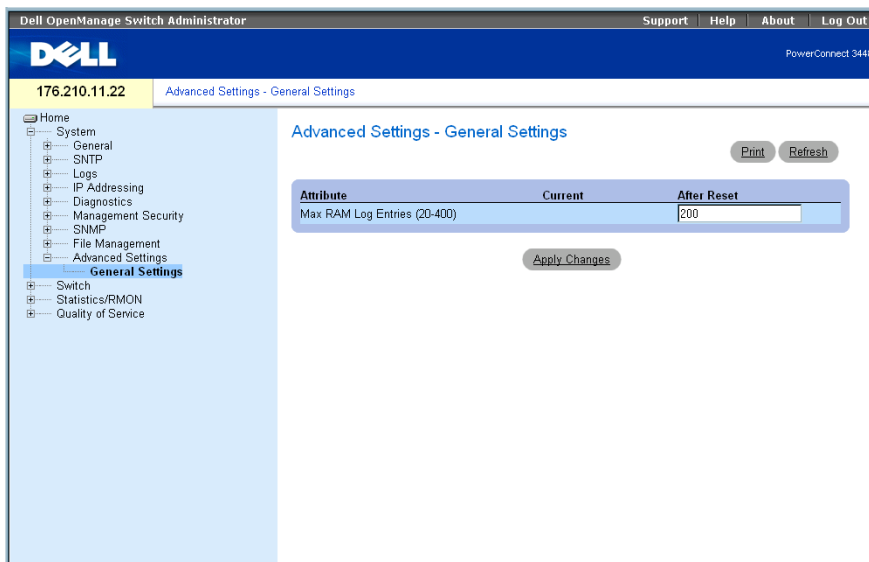 Dell OpenManage Switch Administrator Support Help About Log Out
DELL PowerConnect 3448
176.210.11.22 Advanced Settings - General Settings
Home
System
General
SNTP
Logs
IP Addressing
Diagnostics
Management Security
SNMP
File Management
Advanced Settings
General Settings
Switch
Statistics/RMON
Quality of Service
Advanced Settings - General Settings
Print Refresh
Attribute Current After Reset
Max RAM Log Entries (20-400) 200
Apply Changes